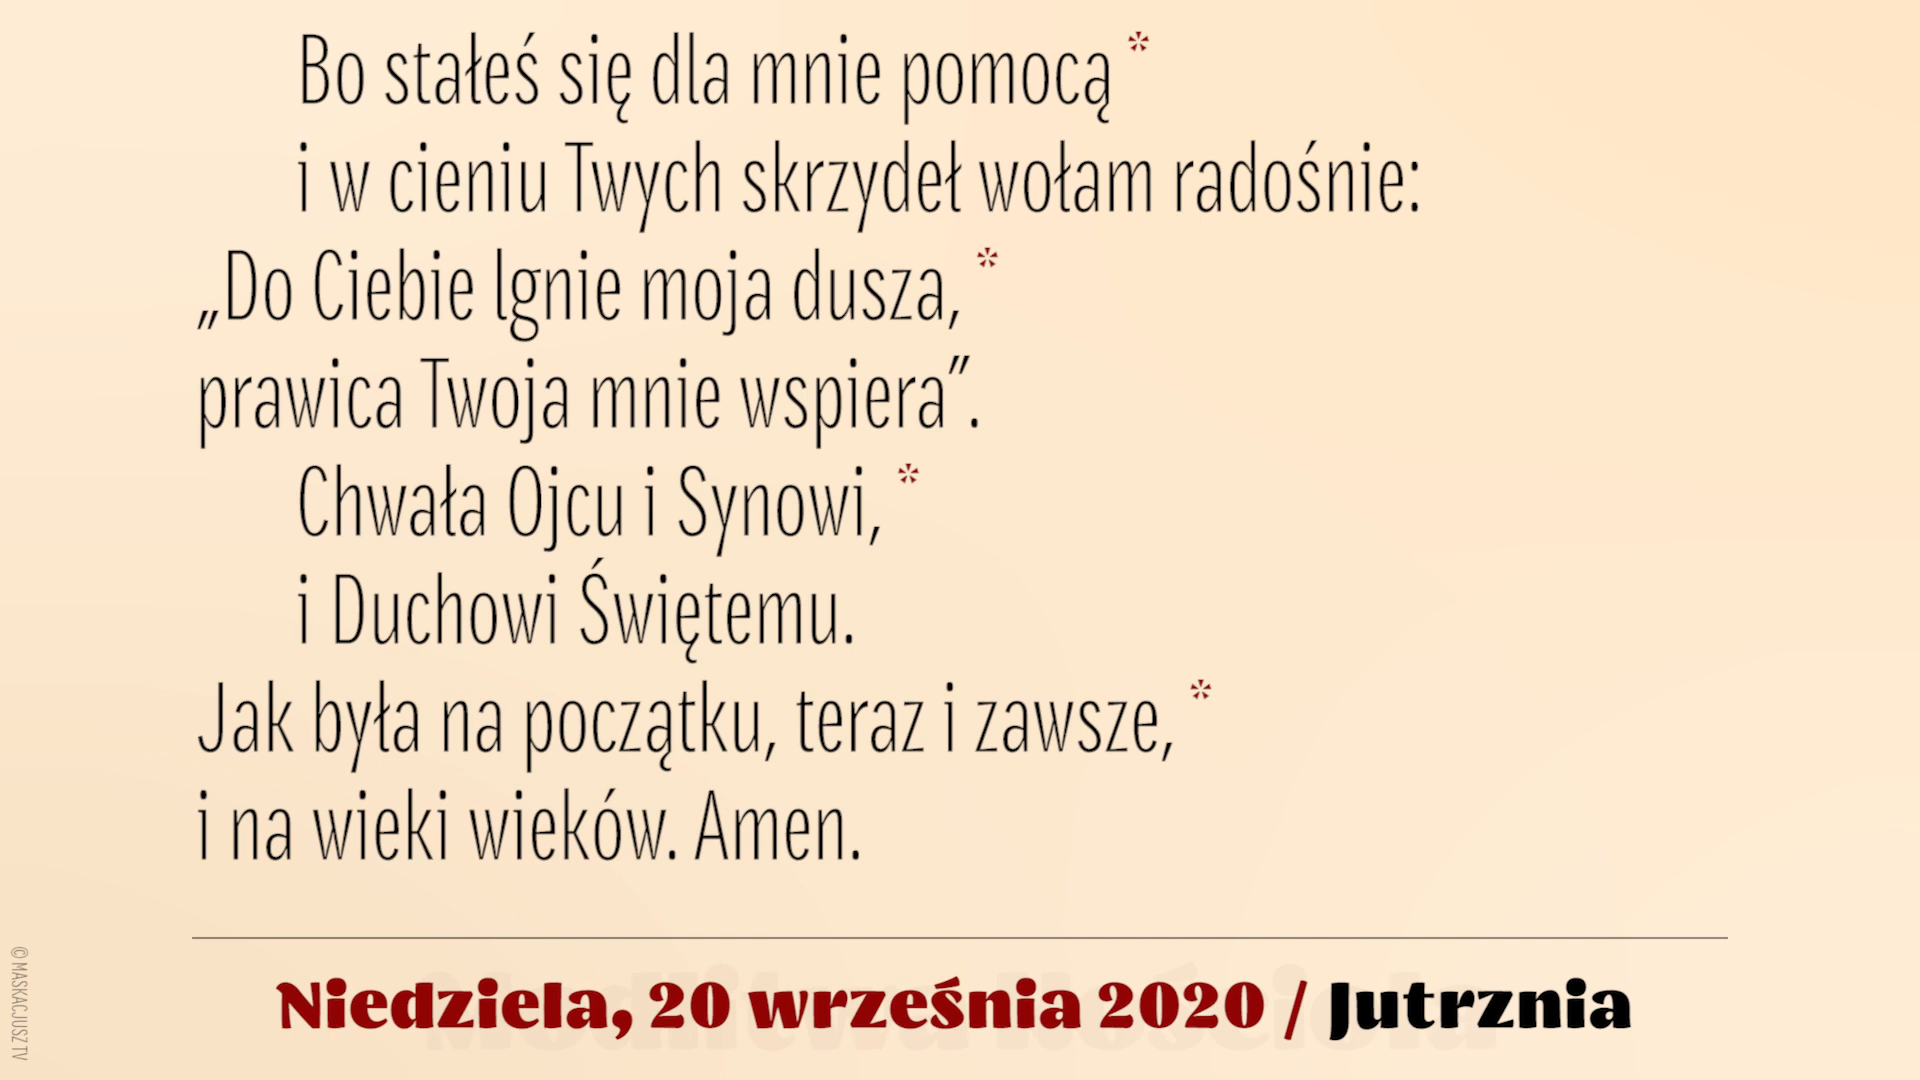 Bo stałeś się dla mnie pomocą *
i w cieniu Twych skrzydeł wołam radośnie:
„Do Ciebie lgnie moja dusza, *
prawica Twoja mnie wspiera”.
Chwała Ojcu i Synowi, *
i Duchowi Świętemu.
Jak była na początku, teraz i zawsze, *
i na wieki wieków. Amen.
Niedziela, 20 września 2020 / Jutrznia
© MASKACJUSZ TV